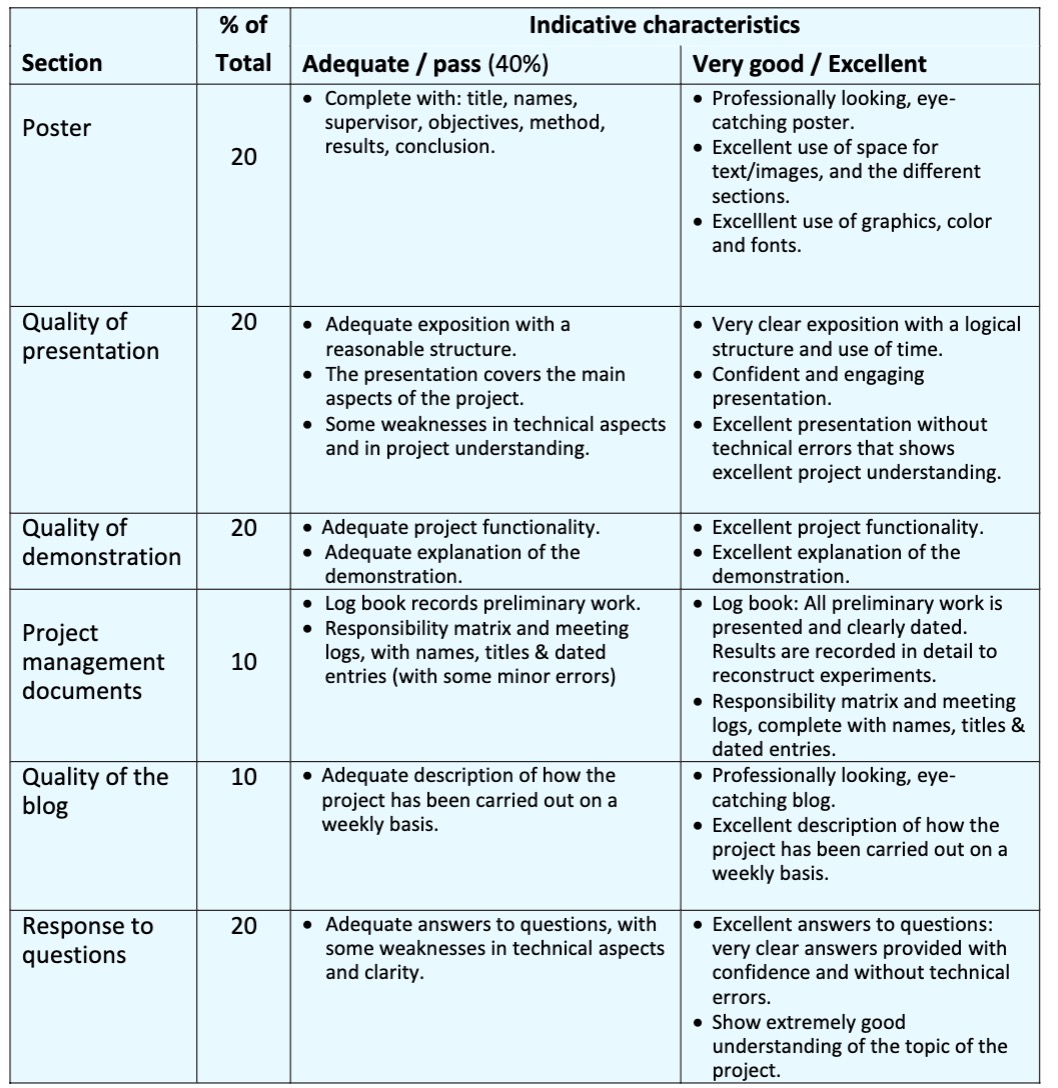 % of
Indicative characteristics
Section
Total
Adequate / pass (40%)
Very good / Excellent
Poster
20
• Complete with: title, names,
supervisor, objectives, method,
results, conclusion.
• Professionally looking, eye-
catching poster.
• Excellent use of space for
text/images, and the different
sections.
• Excelllent use of graphics, color
and fonts.
Quality of
presentation
20
• Adequate exposition with a
reasonable structure.
• The presentation covers the main
aspects of the project.
• Some weaknesses in technical aspects
and in project understanding.
• Very clear exposition with a logical
structure and use of time.
• Confident and engaging
presentation.
• Excellent presentation without
technical errors that shows
excellent project understanding.
Quality of
demonstration
20
• Adequate project functionality.
• Adequate explanation of the
demonstration.
• Excellent project functionality.
• Excellent explanation of the
demonstration.
Project
management
documents
10
• Log book records preliminary work.
• Responsibility matrix and meeting
logs, with names, titles & dated
entries (with some minor errors)
• Log book: All preliminary work is
presented and clearly dated.
Results are recorded in detail to
reconstruct experiments.
• Responsibility matrix and meeting
logs, complete with names, titles &
dated entries.
Quality of the
blog
10
• Adequate description of how the
project has been carried out on a
weekly basis.
• Professionally looking, eye-
catching blog.
• Excellent description of how the
project has been carried out on a
weekly basis.
Response to
questions
20
• Adequate answers to questions, with
some weaknesses in technical aspects
and clarity.
• Excellent answers to questions:
very clear answers provided with
confidence and without technical
errors.
• Show extremely good
understanding of the topic of the
project.